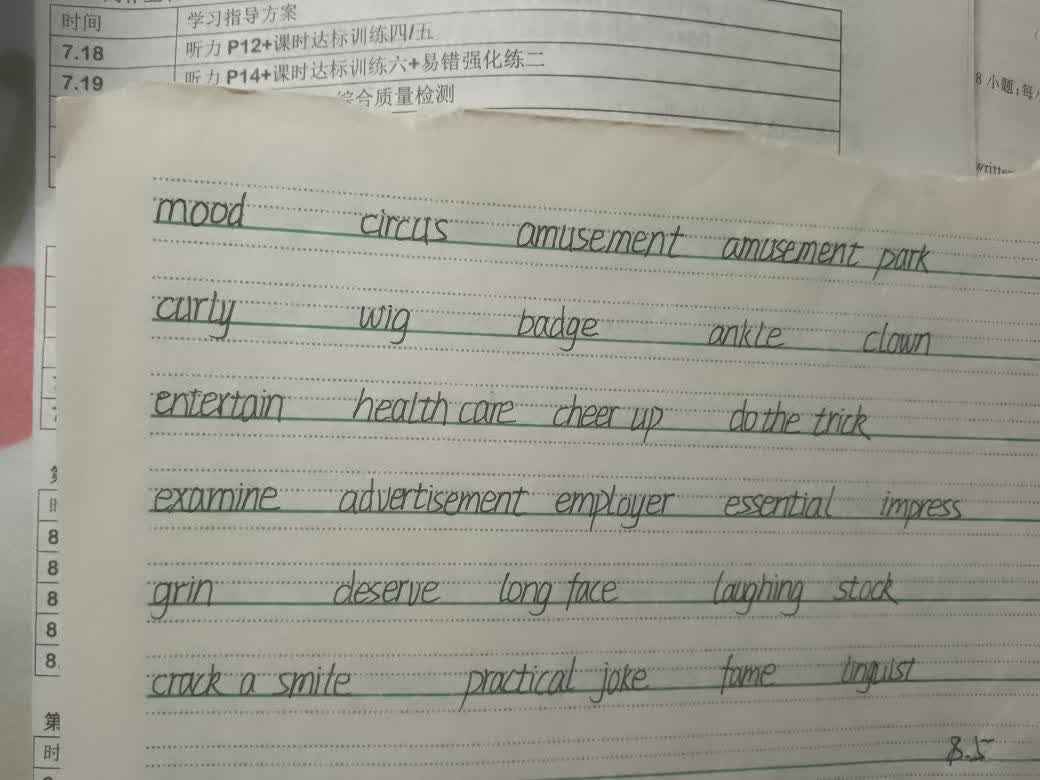 时间 学习指导方案
7.18 听力 P12+课时达标训练四/五
7.19 听力 P14+课时达标训练六+易错强化练二
综合质量检测
8 小题;每
written
mood circus amusement amusement park
curly wig badge ankle clown
entertain health care cheer up do the trick
examine advertisement employer essential impress
grin deserve long face laughing stock
crack a smile practical joke fame linguist
8.5
8
8
8
8
8.
第
时